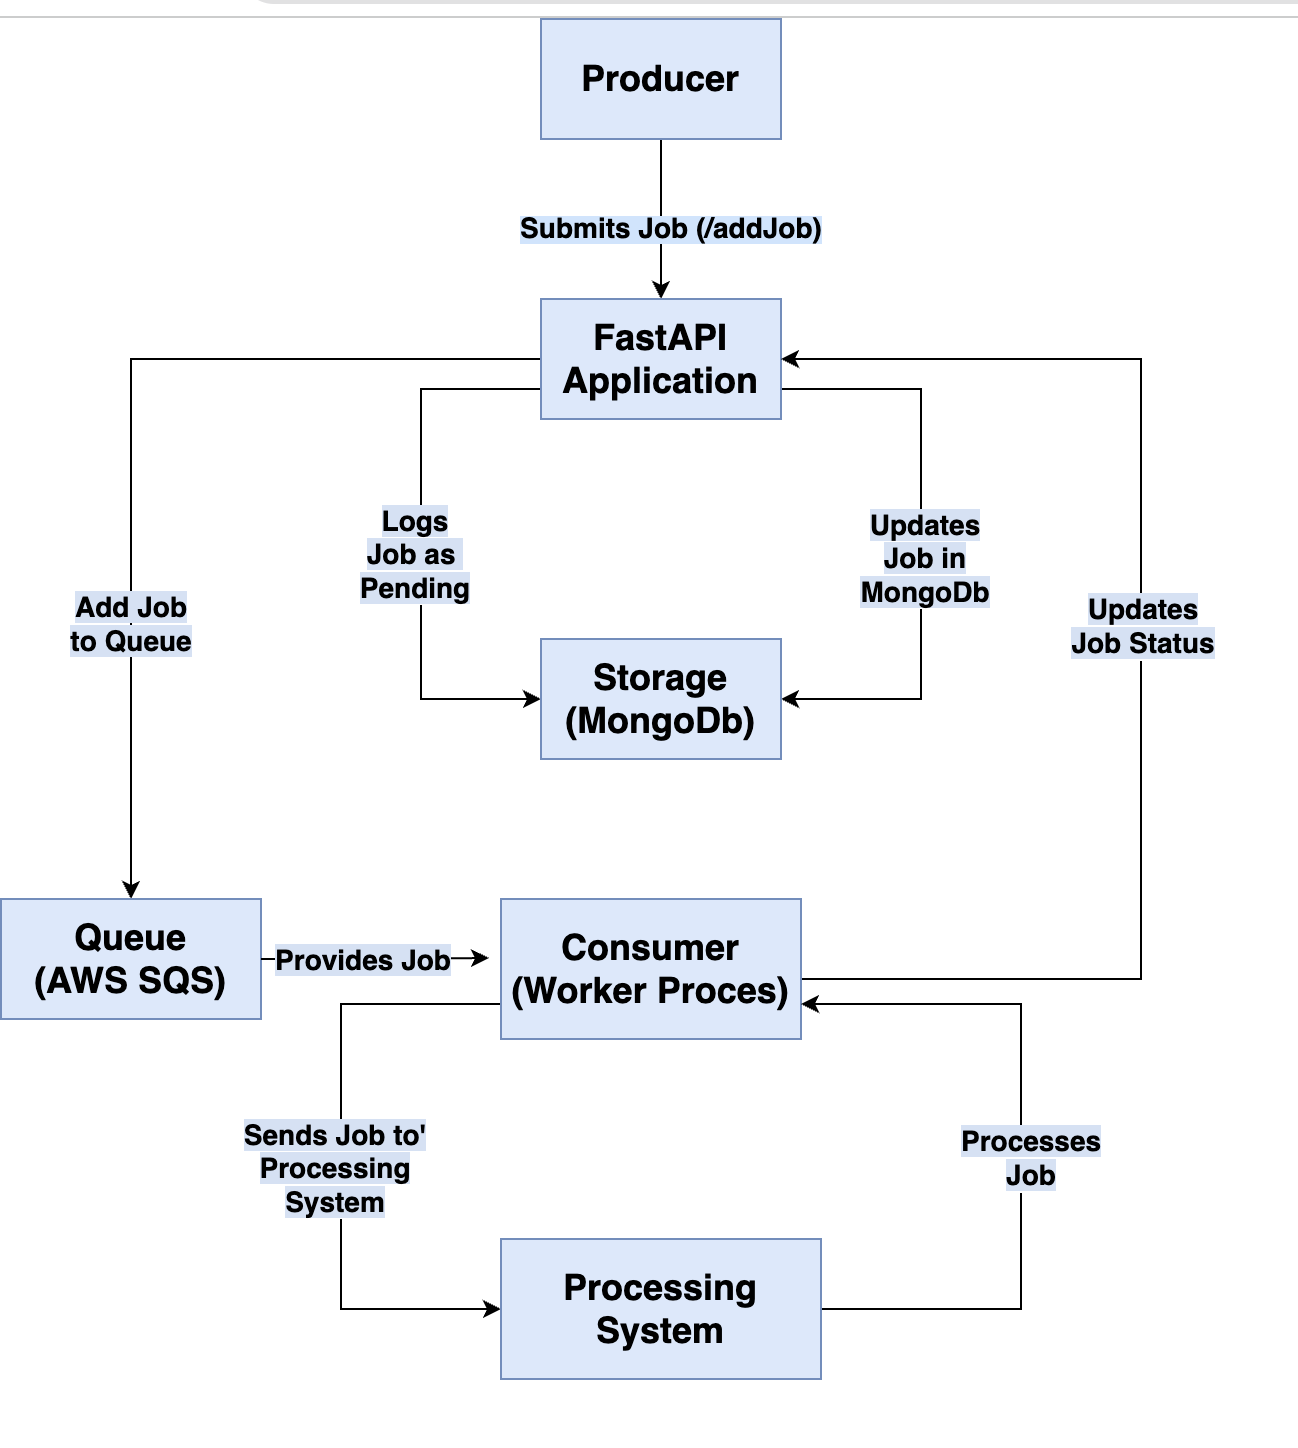 Producer
Submits Job (/addJob)
FastAPI
Application
Logs
Job as
Pending
Updates
Job in
MongoDb
Add Job
to Queue
Updates
Job Status
Storage
(MongoDb)
Queue
(AWS SQS)
Provides Job
Consumer
(Worker Proces)
Sends Job to'
Processing
System
Processes
Job
Processing
System